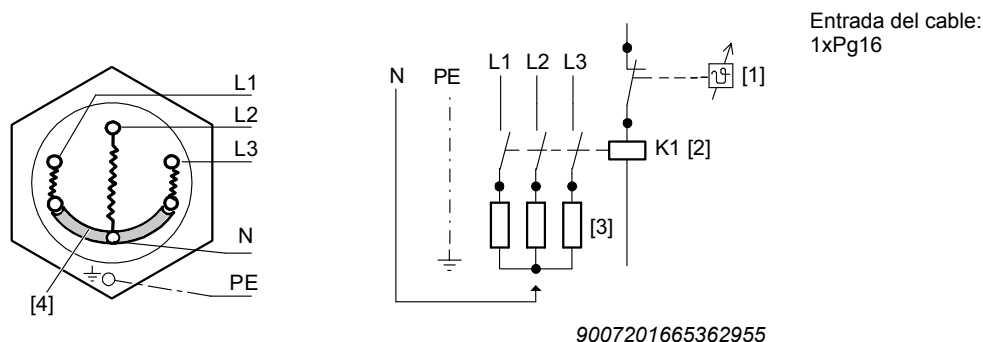 L1
L2
L3
N
PE
[4]
N
PE
L1 L2 L3
[1]
K1 [2]
[3]
Entrada del cable:
1xPg16
9007201665362955